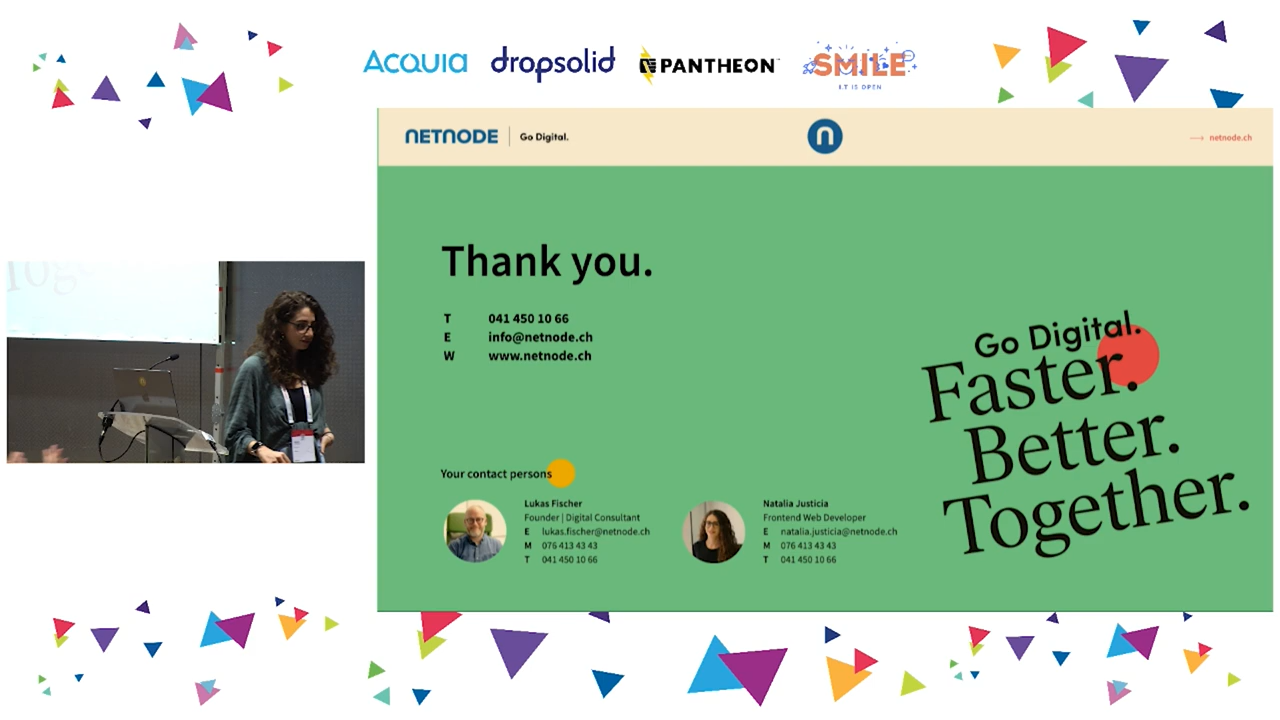 ACQUIA dropsolid PANTHEON SMILE
I.T IS OPEN
NETNODE Go Digital.
n
netnode.ch
Thank you.
T 041 450 10 66
E info@netnode.ch
W www.netnode.ch
Go Digital.
Faster.
Better.
Together.
Your contact persons
Lukas Fischer
Founder | Digital Consultant
E lukas.fischer@netnode.ch
M 076 413 43 43
T 041 450 10 66
Natalia Justicia
Frontend Web Developer
E natalia.justicia@netnode.ch
M 076 413 43 43
T 041 450 10 66